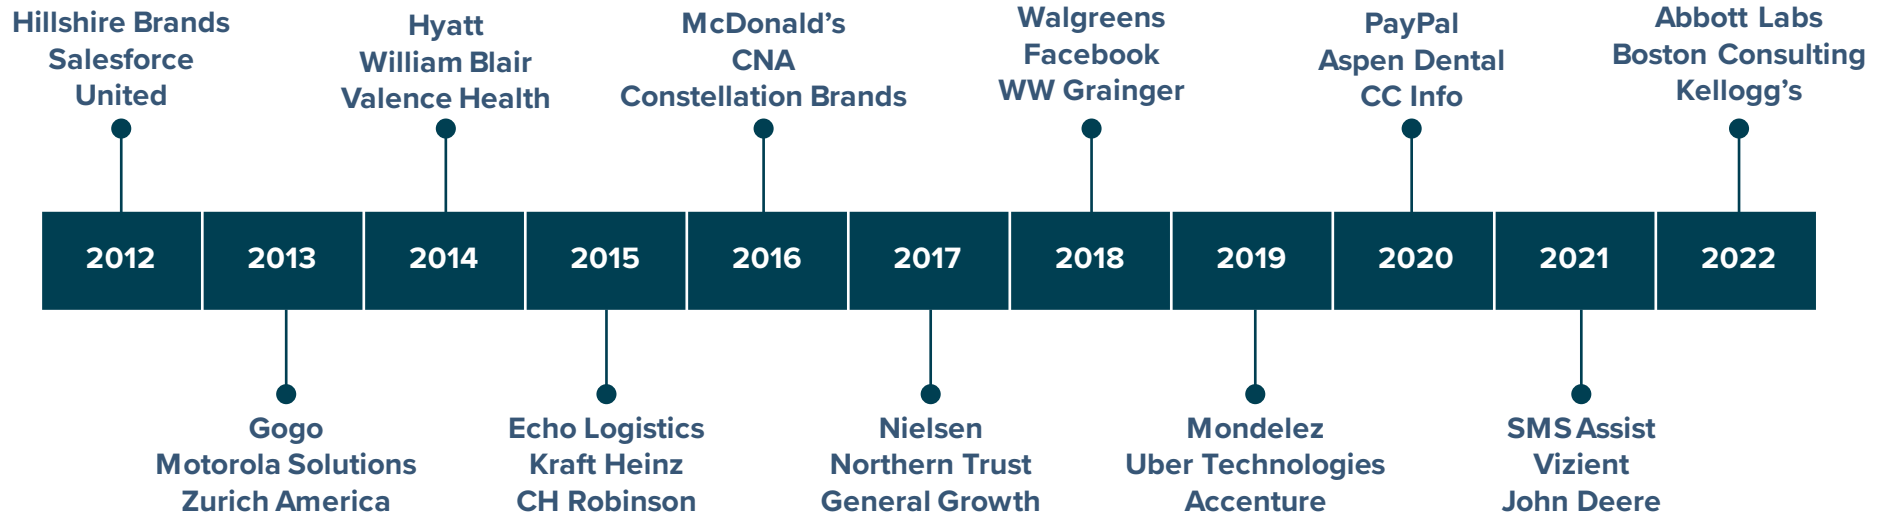 Hillshire Brands
Salesforce
United
Hyatt
William Blair
Valence Health
McDonald’s
CNA
Constellation Brands
Walgreens
Facebook
WW Grainger
PayPal
Aspen Dental
CC Info
Abbott Labs
Boston Consulting
Kellogg’s
2012 2013 2014 2015 2016 2017 2018 2019 2020 2021 2022
Gogo
Motorola Solutions
Zurich America
Echo Logistics
Kraft Heinz
CH Robinson
Nielsen
Northern Trust
General Growth
Mondelez
Uber Technologies
Accenture
SMS Assist
Vizient
John Deere